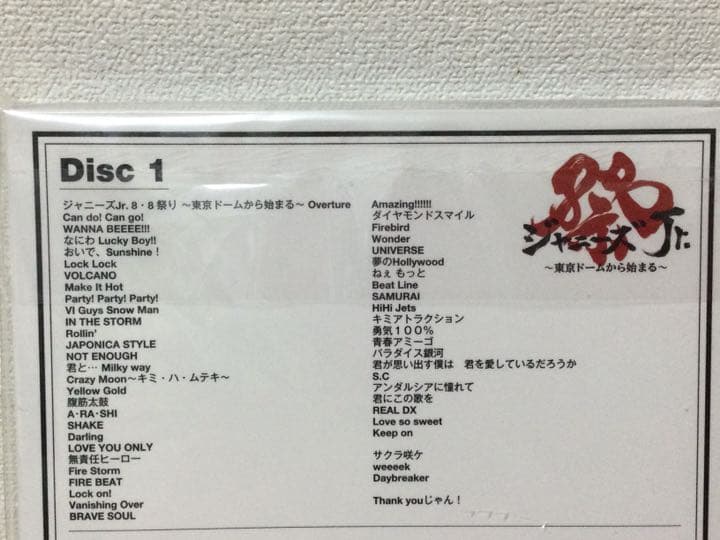 Disc 1
ジャニーズJr. 8・8 祭り ～東京ドームから始まる～ Overture
Can do! Can go!
WANNA BEEEE!!!
なにわ Lucky Boy!!
おいで、Sunshine！
Lock Lock
VOLCANO
Make It Hot
Party! Party! Party!
VI Guys Snow Man
IN THE STORM
Rollin'
JAPONICA STYLE
NOT ENOUGH
君と… Milky way
Crazy Moon～キミ・ハ・ムテキ～
Yellow Gold
腹筋太鼓
A･RA･SHI
SHAKE
Darling
LOVE YOU ONLY
無責任ヒーロー
Fire Storm
FIRE BEAT
Lock on!
Vanishing Over
BRAVE SOUL
Amazing!!!!!!
ダイヤモンドスマイル
Firebird
Wonder
UNIVERSE
夢のHollywood
ねぇ もっと
Beat Line
SAMURAI
HiHi Jets
キミアトラクション
勇気１００％
青春アミーゴ
パラダイス銀河
君が思い出す僕は 君を愛しているだろうか
S.C
アンダルシアに憧れて
君にこの歌を
REAL DX
Love so sweet
Keep on
サクラ咲ケ
weeeek
Daybreaker
Thank youじゃん！
8.8
祭
ジャニーズJr.
～東京ドームから始まる～